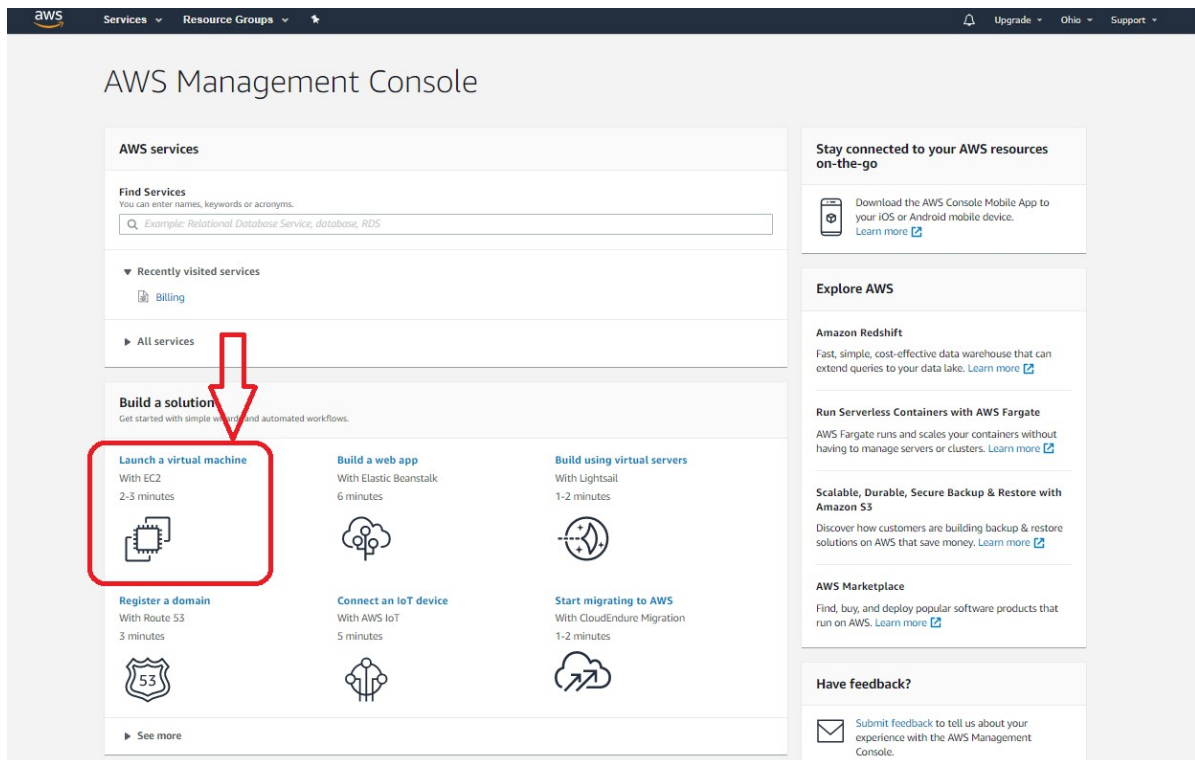 aws
Services
Resource Groups
Upgrade
Ohio
Support
AWS Management Console
AWS services
Find Services
You can enter names, keywords or acronyms.
Example: Relational Database Service, database, RDS
Recently visited services
Billing
All services
Build a solution
Get started with simple and automated workflows.
Launch a virtual machine
With EC2
2-3 minutes
Build a web app
With Elastic Beanstalk
6 minutes
Build using virtual servers
With Lightsail
1-2 minutes
Register a domain
With Route 53
3 minutes
53
Connect an IoT device
With AWS IoT
5 minutes
Start migrating to AWS
With CloudEndure Migration
1-2 minutes
See more
Stay connected to your AWS resources
on-the-go
Download the AWS Console Mobile App to
your iOS or Android mobile device.
Learn more
Explore AWS
Amazon Redshift
Fast, simple, cost-effective data warehouse that can
extend queries to your data lake. Learn more
Run Serverless Containers with AWS Fargate
AWS Fargate runs and scales your containers without
having to manage servers or clusters. Learn more
Scalable, Durable, Secure Backup & Restore with
Amazon S3
Discover how customers are building backup & restore
solutions on AWS that save money. Learn more
AWS Marketplace
Find, buy, and deploy popular software products that
run on AWS. Learn more
Have feedback?
Submit feedback to tell us about your
experience with the AWS Management
Console.